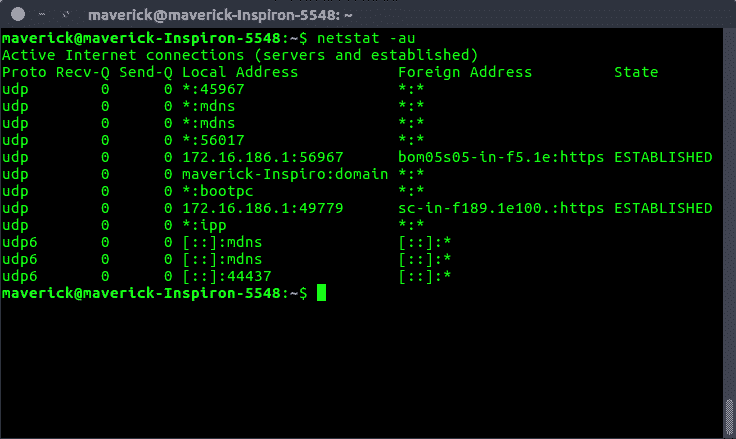 maverick@maverick-Inspiron-5548: ~
maverick@maverick-Inspiron-5548:~$ netstat -au
Active Internet connections (servers and established)
Proto Recv-Q Send-Q Local Address           Foreign Address         State
udp        0      0 *:45967                 *:*
udp        0      0 *:mdns                  *:*
udp        0      0 *:mdns                  *:*
udp        0      0 *:56017                 *:*
udp        0      0 172.16.186.1:56967      bom05s05-in-f5.1e:https ESTABLISHED
udp        0      0 maverick-Inspiro:domain *:*
udp        0      0 *:bootpc                *:*
udp        0      0 172.16.186.1:49779      sc-in-f189.1e100.:https ESTABLISHED
udp        0      0 *:ipp                   *:*
udp6       0      0 [::]:mdns               [::]:*
udp6       0      0 [::]:mdns               [::]:*
udp6       0      0 [::]:44437              [::]:*
maverick@maverick-Inspiron-5548:~$